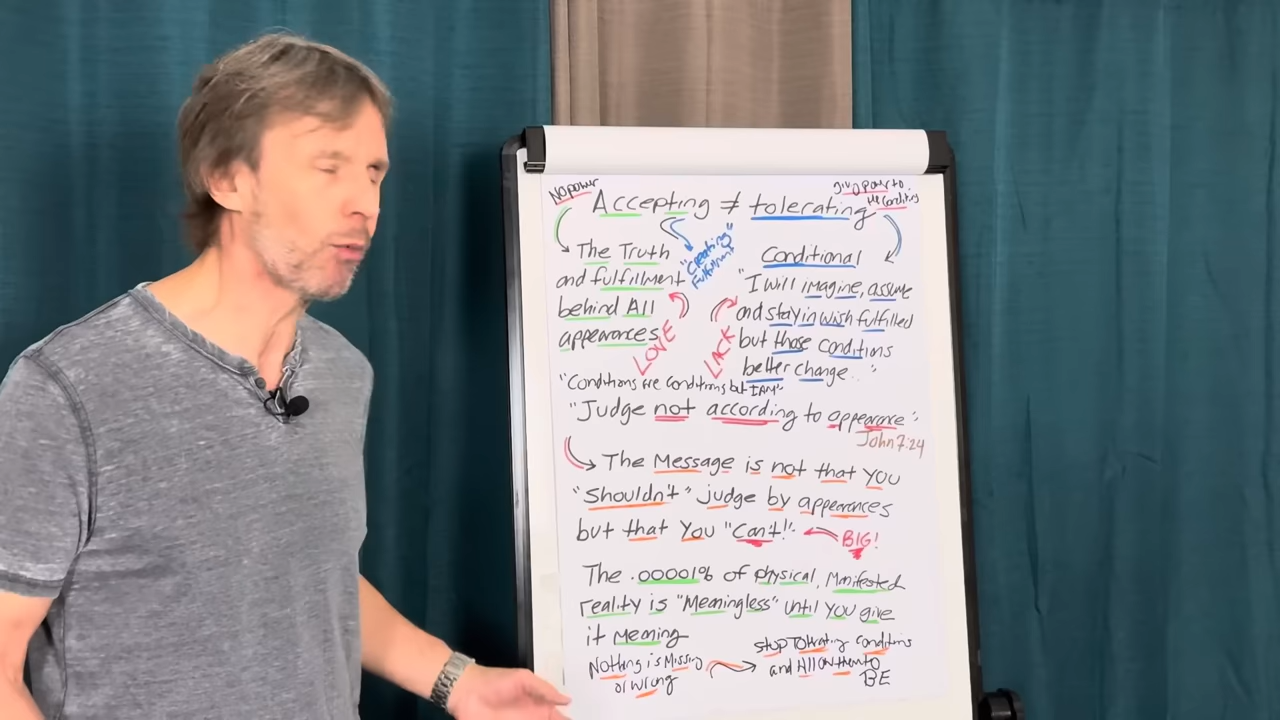 No power
giving power to
the conditions
Accepting ≠ tolerating
The Truth
and fulfillment
behind All
appearances
"Creating"
Fulfillment
LOVE
LACK
Conditional
"I will imagine, assume
and stay in wish fulfilled
but those conditions
better change..."
"Conditions are conditions but I AM"
"Judge not according to appearance"
John 7:24
The Message is not that you
"Shouldn't" judge by appearances
but that you "Can't!"
BIG!
The .00001% of physical, Manifested
reality is "Meaningless" until you give
it meaning
Nothing is Missing
or wrong
stop Tolerating conditions
and All on them to
BE